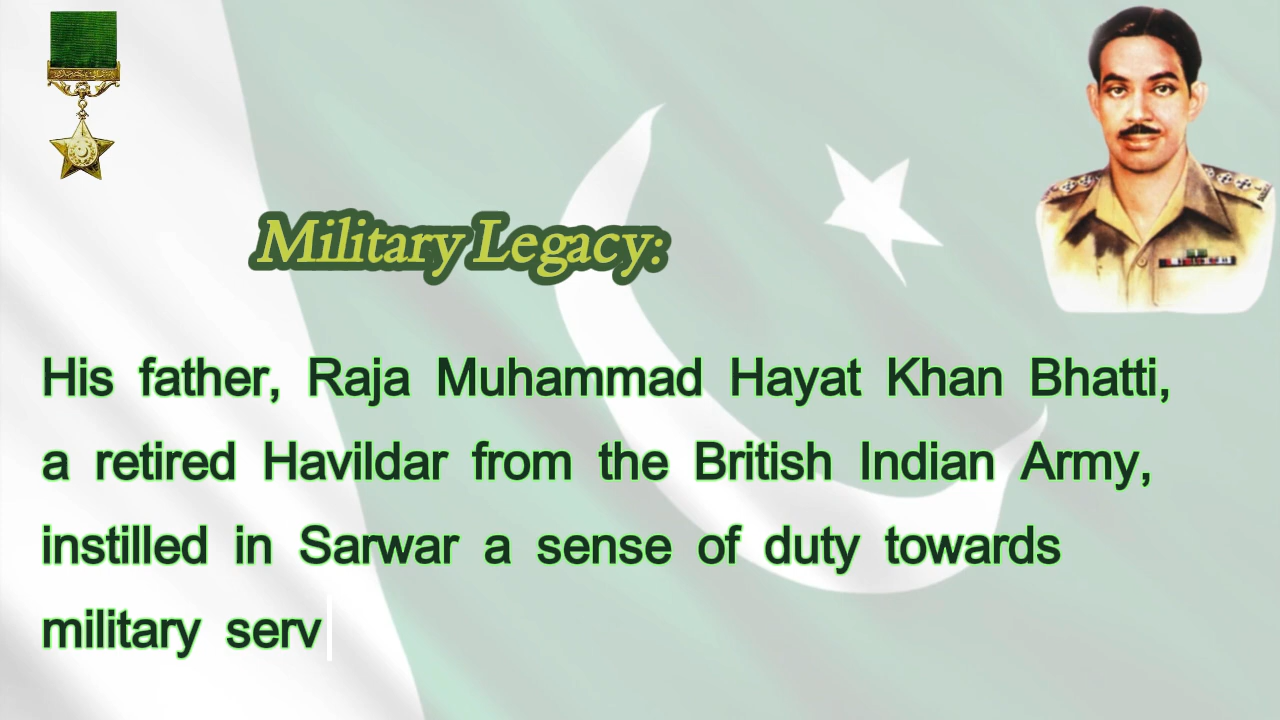 Military Legacy:
His father, Raja Muhammad Hayat Khan Bhatti,
a retired Havildar from the British Indian Army,
instilled in Sarwar a sense of duty towards
military serv